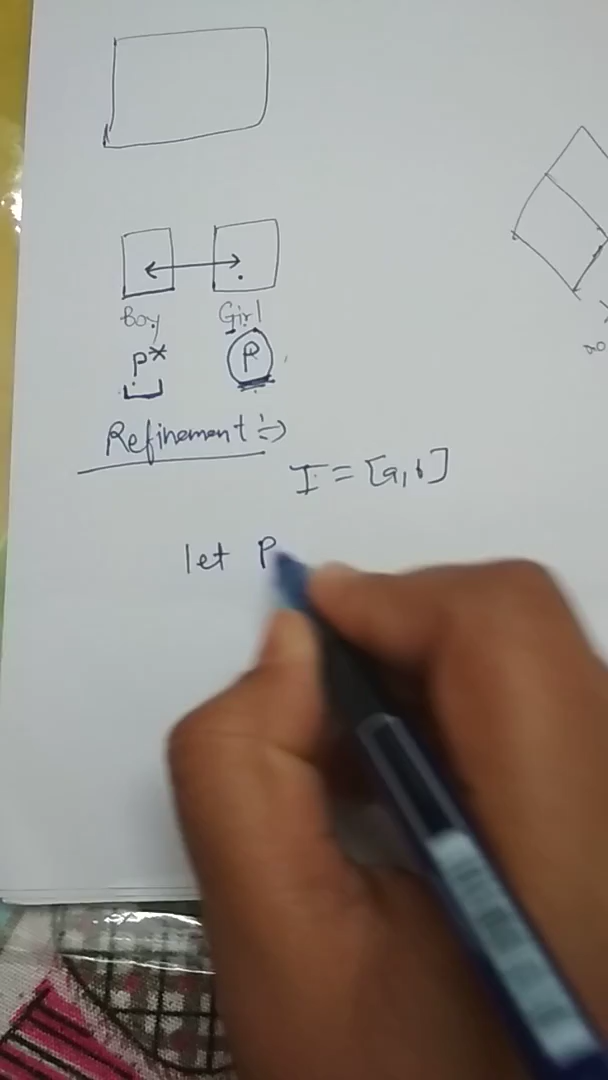 Boy Girl
P* P
Refinement :->
I = [a, b]
let P